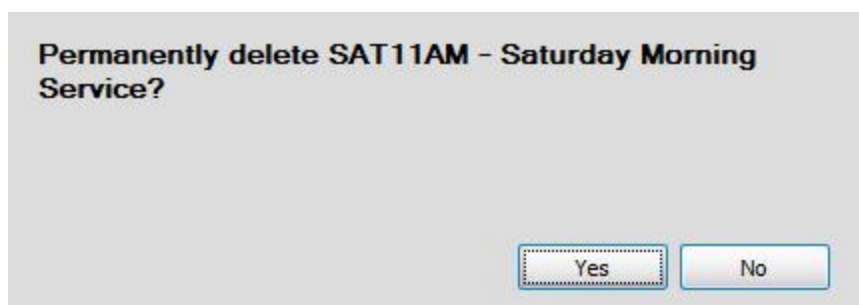 Permanently delete SAT11AM - Saturday Morning
Service?
Yes No